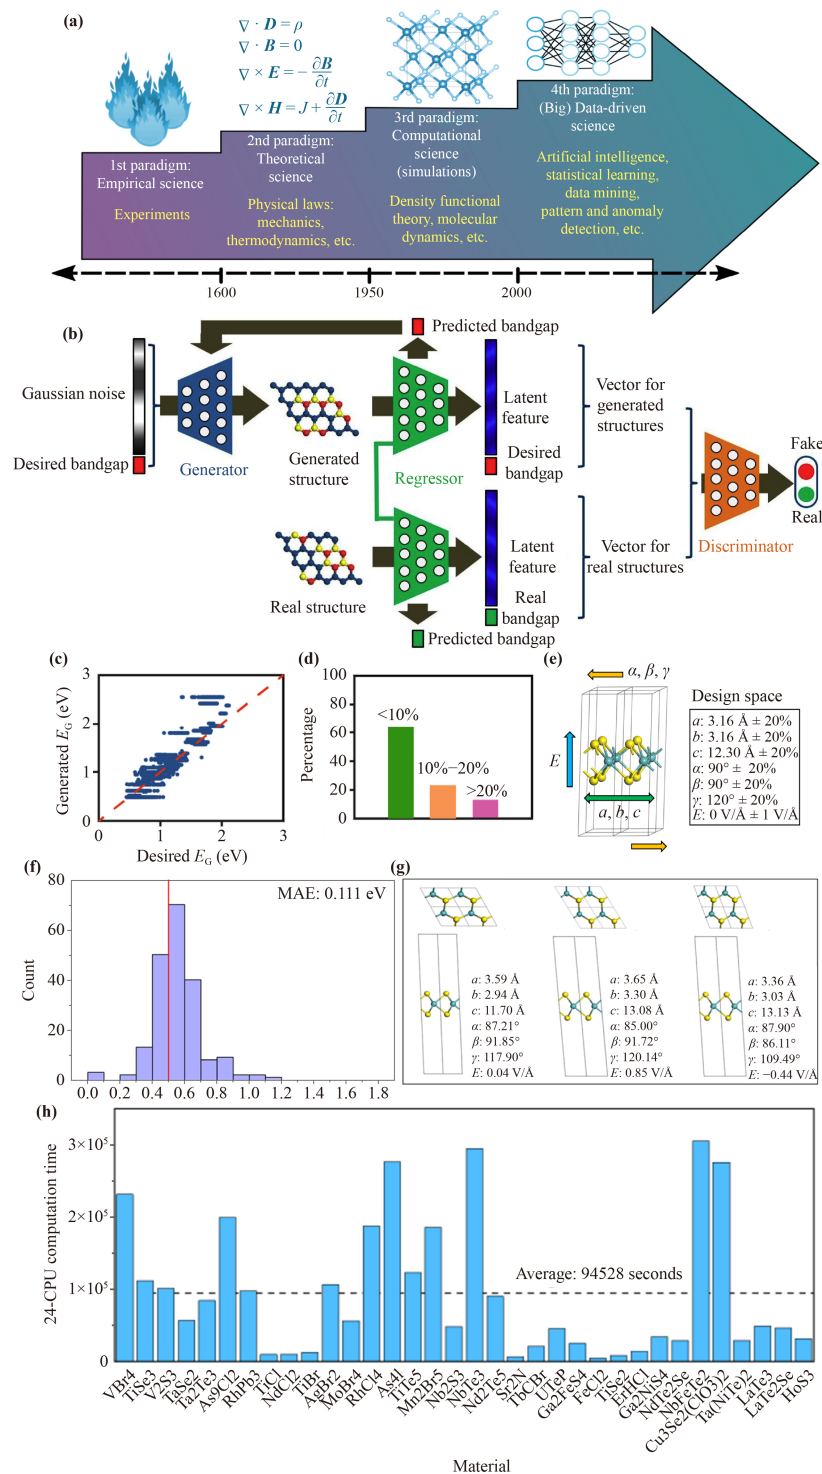 (a)
∇ · D = ρ
∇ · B = 0
∇ × E = − ∂B/∂t
∇ × H = J + ∂D/∂t
1st paradigm:
Empirical science
Experiments
2nd paradigm:
Theoretical
science
Physical laws:
mechanics,
thermodynamics, etc.
3rd paradigm:
Computational
science
(simulations)
Density functional
theory, molecular
dynamics, etc.
4th paradigm:
(Big) Data-driven
science
Artificial intelligence,
statistical learning,
data mining,
pattern and anomaly
detection, etc.
1600
1950
2000
(b)
Predicted bandgap
Gaussian noise
Desired bandgap
Generator
Generated
structure
Regressor
Latent
feature
Desired
bandgap
Vector for
generated
structures
Fake
Real
Discriminator
Real structure
Latent
feature
Real
bandgap
Vector for
real structures
Predicted bandgap
(c)
Generated EG (eV)
3
2
1
0
0
1
2
3
Desired EG (eV)
(d)
Percentage
100
80
60
40
20
0
<10%
10%−20%
>20%
(e)
α, β, γ
E
a, b, c
Design space
a: 3.16 Å ± 20%
b: 3.16 Å ± 20%
c: 12.30 Å ± 20%
α: 90° ± 20%
β: 90° ± 20%
γ: 120° ± 20%
E: 0 V/Å ± 1 V/Å
(f)
MAE: 0.111 eV
Count
80
60
40
20
0
0.0 0.2 0.4 0.6 0.8 1.0 1.2 1.4 1.6 1.8
(g)
a: 3.59 Å
b: 2.94 Å
c: 11.70 Å
α: 87.21°
β: 91.85°
γ: 117.90°
E: 0.04 V/Å
a: 3.65 Å
b: 3.30 Å
c: 13.08 Å
α: 85.00°
β: 91.72°
γ: 120.14°
E: 0.85 V/Å
a: 3.36 Å
b: 3.03 Å
c: 13.13 Å
α: 87.90°
β: 86.11°
γ: 109.49°
E: −0.44 V/Å
(h)
24-CPU computation time
3×10⁵
2×10⁵
1×10⁵
0
Average: 94528 seconds
VBr4
TiSe3
V2S3
TaSe2
Ta2Te3
As9Cl2
RhPb3
TiCl
NdCl2
TiBr
AgBr2
MoBr4
RhCl4
As4I
TlTe5
Mn2Br5
Nb2S3
NbTe3
Nd2Te5
Sr2N
TbCBr
UTeP
Ga2FeS4
FeCl2
TiSe2
ErHCl
Ga2NiS4
NdTe2Se
NbFeTe2
Cu3Se2(ClO3)2
Ta(NiTe)2
LaTe3
LaTe2Se
HoS3
Material